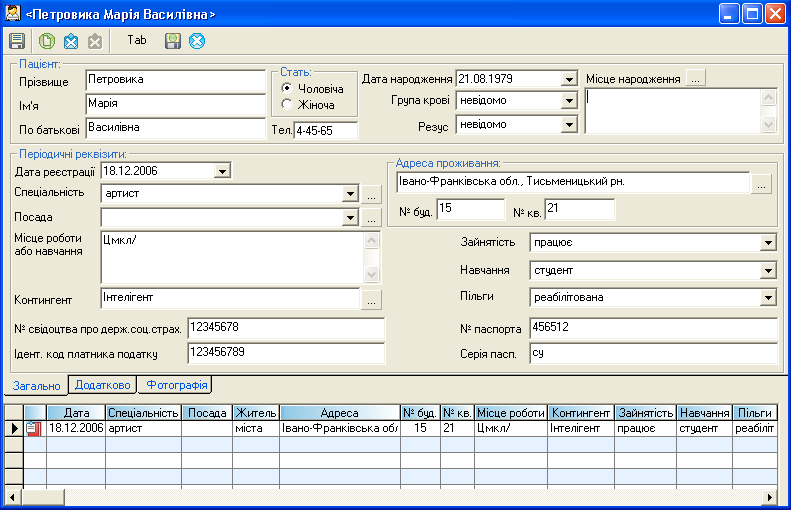 <Петровика Марія Василівна>
Tab
Пацієнт:
Прізвище Петровика
Ім'я Марія
По батькові Василівна
Стать:
Чоловіча
Жіноча
Тел. 4-45-65
Дата народження 21.08.1979
Група крові невідомо
Резус невідомо
Місце народження ...
Періодичні реквізити:
Дата реєстрації 18.12.2006
Спеціальність артист ...
Посада ...
Місце роботи або навчання Цмкл/
Контингент Інтелігент ...
№ свідоцтва про держ.соц.страх. 12345678
Ідент. код платника податку 123456789
Адреса проживання:
Івано-Франківська обл., Тисьменицький рн. ...
№ буд. 15 № кв. 21
Зайнятість працює
Навчання студент
Пільги реабілітована
№ паспорта 456512
Серія пасп. су
Загально Додатково Фотографія
Дата Спеціальність Посада Житель Адреса № буд. № кв. Місце роботи Контингент Зайнятість Навчання Пільги
18.12.2006 артист міста Івано-Франківська обл 15 21 Цмкл/ Інтелігент працює студент реабіліт